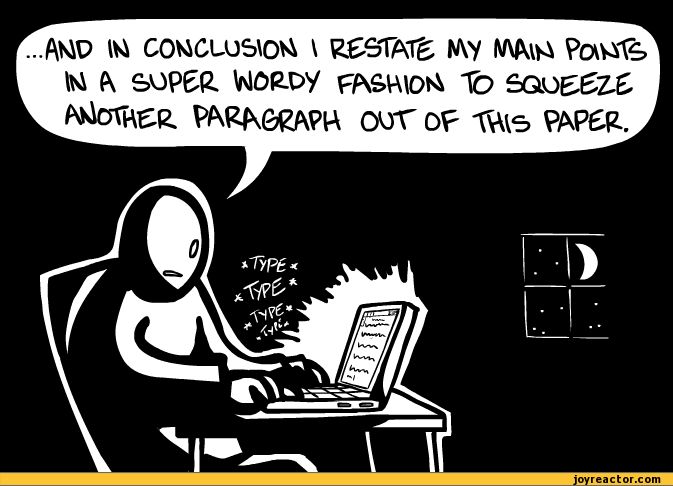 ...AND IN CONCLUSION I RESTATE MY MAIN POINTS
IN A SUPER WORDY FASHION TO SQUEEZE
ANOTHER PARAGRAPH OUT OF THIS PAPER.
*TYPE*
*TYPE*
*TYPE*
*TYPE*
joyreactor.com